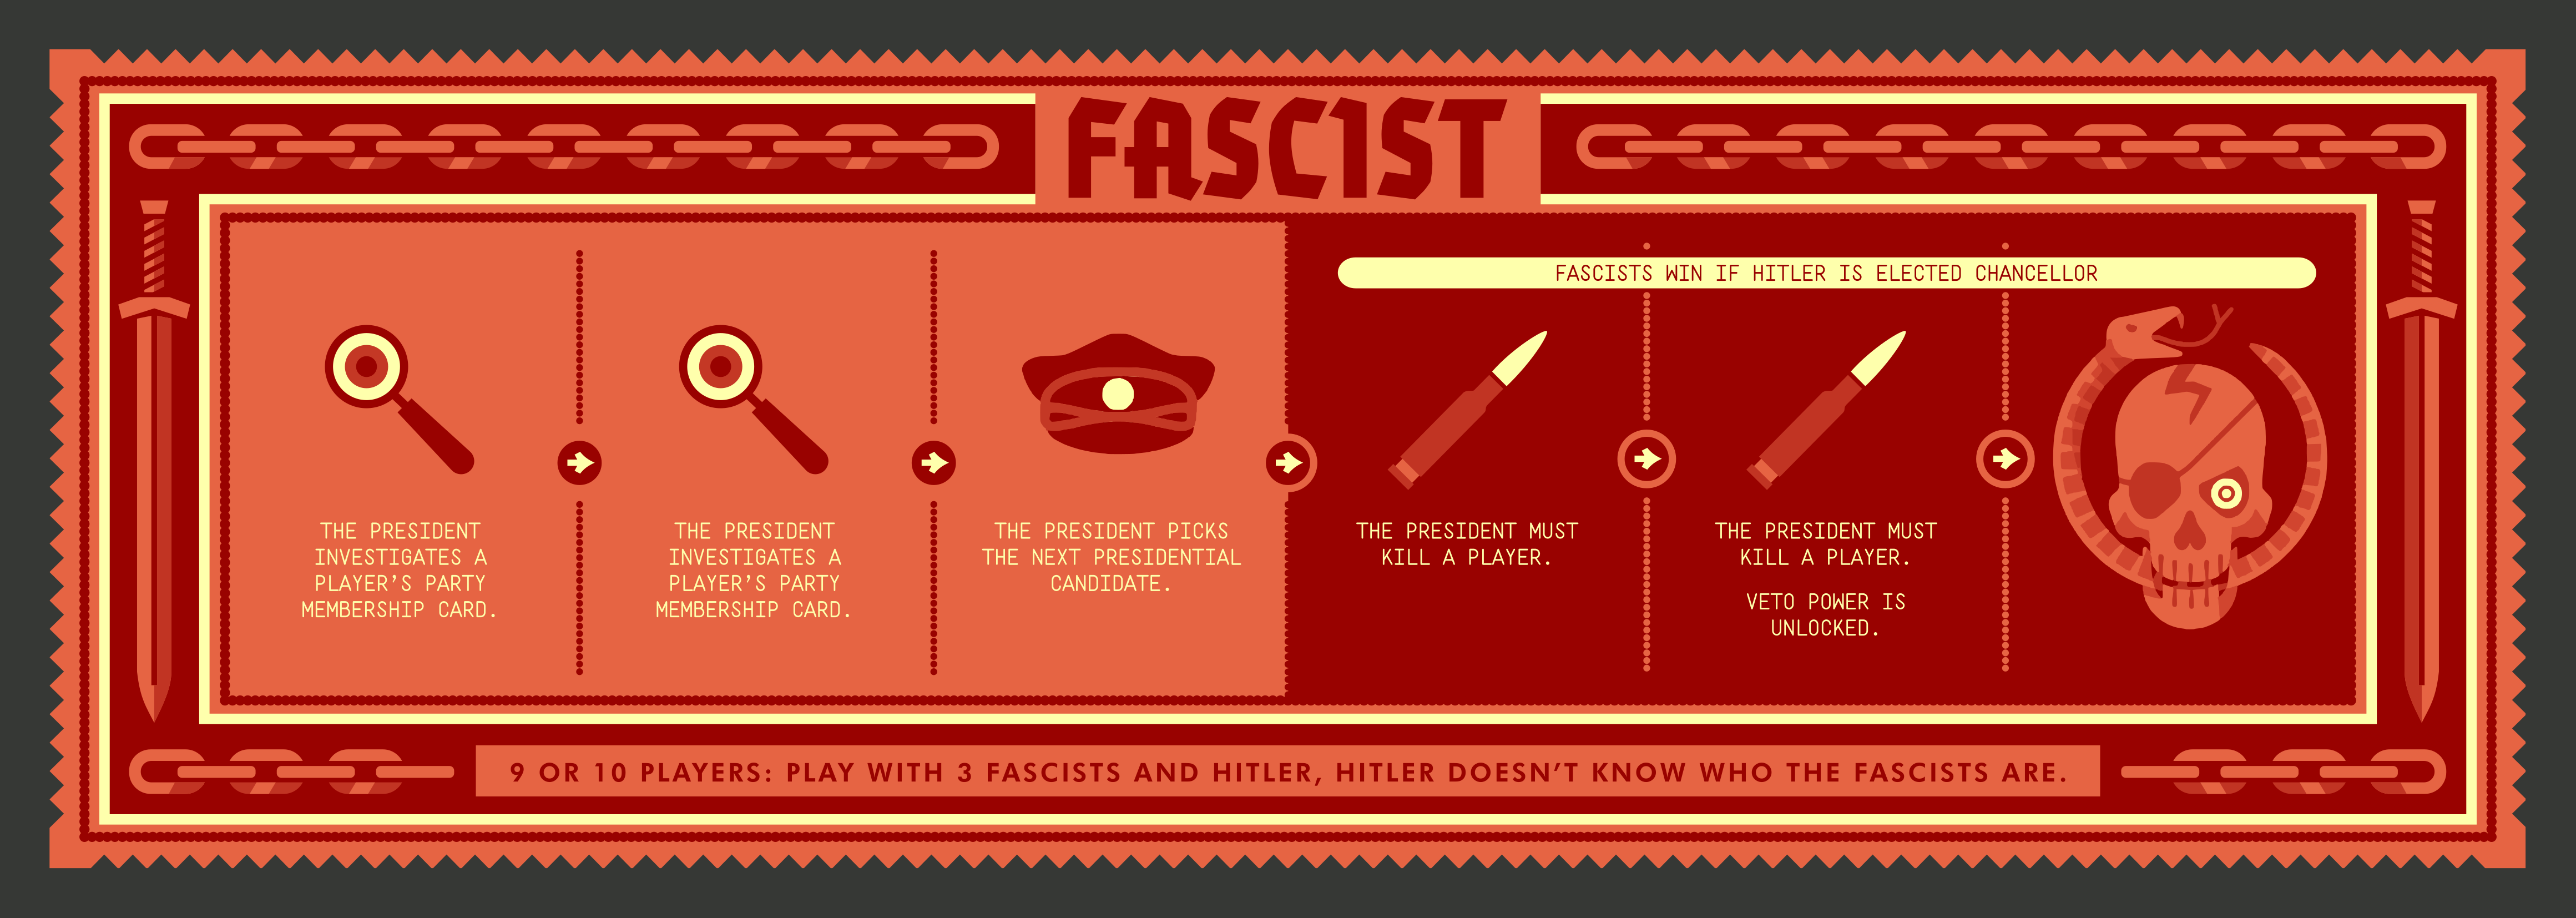 FASCIST
FASCISTS WIN IF HITLER IS ELECTED CHANCELLOR
THE PRESIDENT
INVESTIGATES A
PLAYER'S PARTY
MEMBERSHIP CARD.
THE PRESIDENT
INVESTIGATES A
PLAYER'S PARTY
MEMBERSHIP CARD.
THE PRESIDENT PICKS
THE NEXT PRESIDENTIAL
CANDIDATE.
THE PRESIDENT MUST
KILL A PLAYER.
THE PRESIDENT MUST
KILL A PLAYER.
VETO POWER IS
UNLOCKED.
9 OR 10 PLAYERS: PLAY WITH 3 FASCISTS AND HITLER, HITLER DOESN'T KNOW WHO THE FASCISTS ARE.